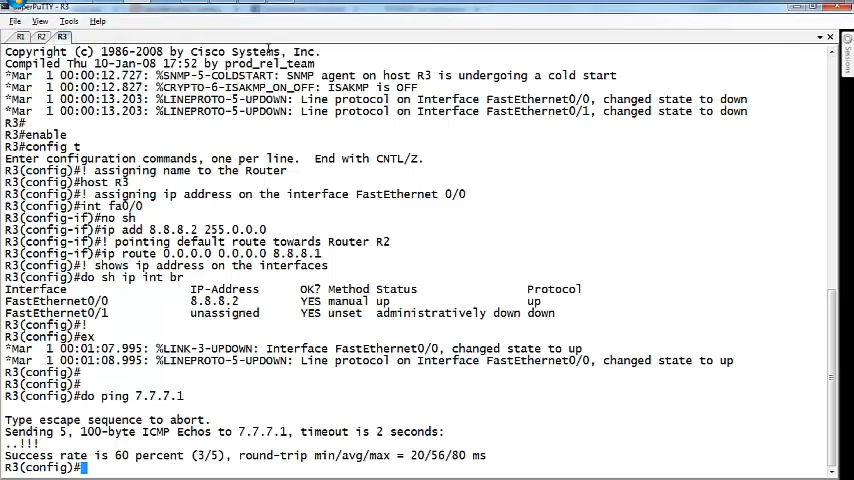 SuperPuTTY - R3
File View Tools Help
R1 R2 R3
Sessions
Copyright (c) 1986-2008 by Cisco Systems, Inc.
Compiled Thu 10-Jan-08 17:52 by prod_rel_team
*Mar  1 00:00:12.727: %SNMP-5-COLDSTART: SNMP agent on host R3 is undergoing a cold start
*Mar  1 00:00:12.827: %CRYPTO-6-ISAKMP_ON_OFF: ISAKMP is OFF
*Mar  1 00:00:13.203: %LINEPROTO-5-UPDOWN: Line protocol on Interface FastEthernet0/0, changed state to down
*Mar  1 00:00:13.203: %LINEPROTO-5-UPDOWN: Line protocol on Interface FastEthernet0/1, changed state to down
R3#
R3#enable
R3#config t
Enter configuration commands, one per line.  End with CNTL/Z.
R3(config)#! assigning name to the Router
R3(config)#host R3
R3(config)#! assigning ip address on the interface FastEthernet 0/0
R3(config)#int fa0/0
R3(config-if)#no sh
R3(config-if)#ip add 8.8.8.2 255.0.0.0
R3(config-if)#! pointing default route towards Router R2
R3(config-if)#ip route 0.0.0.0 0.0.0.0 8.8.8.1
R3(config)#! shows ip address on the interfaces
R3(config)#do sh ip int br
Interface IP-Address OK? Method Status Protocol
FastEthernet0/0 8.8.8.2 YES manual up up
FastEthernet0/1 unassigned YES unset administratively down down
R3(config)#!
R3(config)#ex
*Mar  1 00:01:07.995: %LINK-3-UPDOWN: Interface FastEthernet0/0, changed state to up
*Mar  1 00:01:08.995: %LINEPROTO-5-UPDOWN: Line protocol on Interface FastEthernet0/0, changed state to up
R3(config)#
R3(config)#
R3(config)#do ping 7.7.7.1
Type escape sequence to abort.
Sending 5, 100-byte ICMP Echos to 7.7.7.1, timeout is 2 seconds:
..!!!
Success rate is 60 percent (3/5), round-trip min/avg/max = 20/56/80 ms
R3(config)#